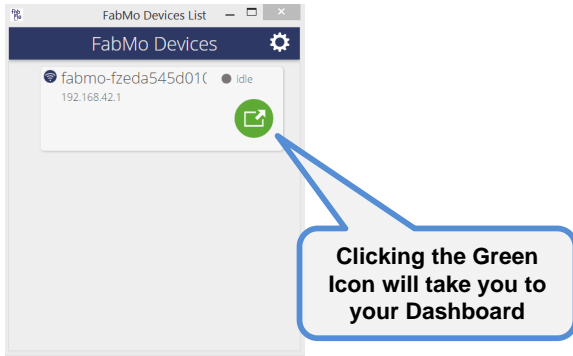 FabMo Devices List
FabMo Devices
fabmo-fzeda545d01( Idle
192.168.42.1
Clicking the Green
Icon will take you to
your Dashboard